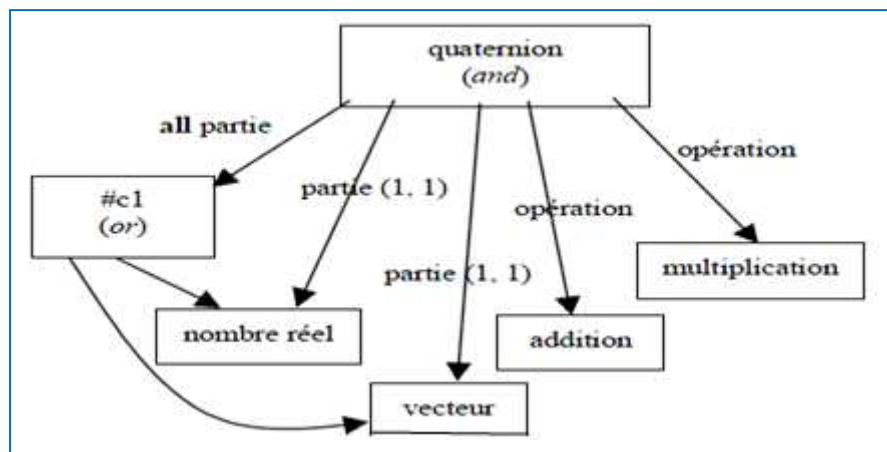 quaternion
(and)
all partie
opération
#c1
(or)
partie (1, 1)
opération
multiplication
partie (1, 1)
nombre réel
addition
vecteur